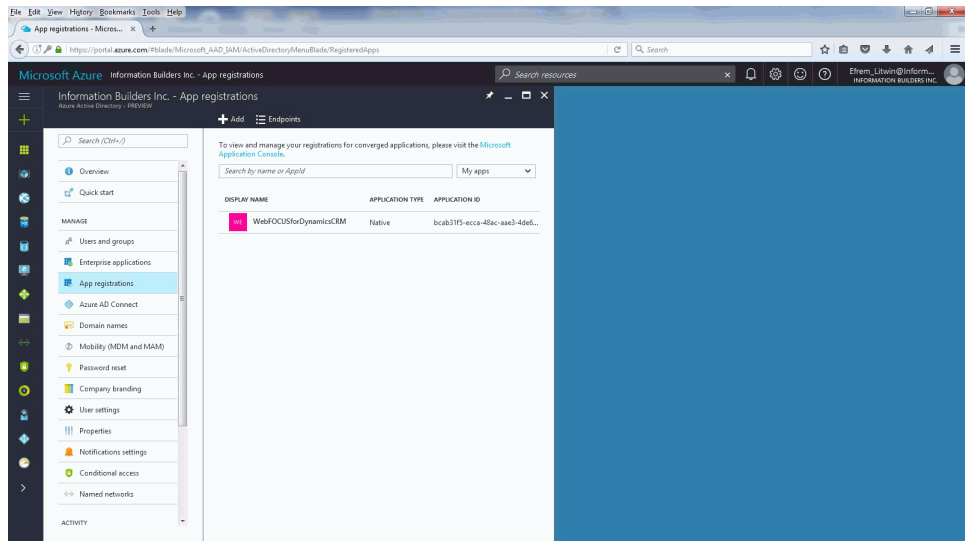 File Edit View History Bookmarks Tools Help
App registrations - Micros... × +
https://portal.azure.com/#blade/Microsoft_AAD_IAM/ActiveDirectoryMenuBlade/RegisteredApps
Search
Microsoft Azure Information Builders Inc. - App registrations
Search resources
Efrem_Litwin@Inform...
INFORMATION BUILDERS INC.
Information Builders Inc. - App registrations
Azure Active Directory - PREVIEW
Add Endpoints
Search (Ctrl+/)
Overview
Quick start
MANAGE
Users and groups
Enterprise applications
App registrations
Azure AD Connect
Domain names
Mobility (MDM and MAM)
Password reset
Company branding
User settings
Properties
Notifications settings
Conditional access
Named networks
ACTIVITY
To view and manage your registrations for converged applications, please visit the Microsoft
Application Console.
Search by name or AppId
My apps
DISPLAY NAME APPLICATION TYPE APPLICATION ID
WE WebFOCUSforDynamicsCRM Native bcab31f5-ecca-48ac-aae3-4de6...